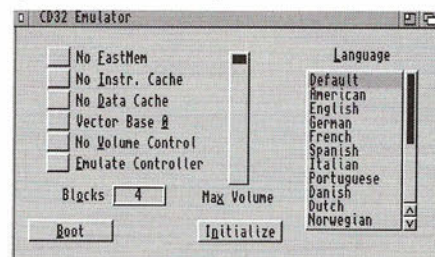 CD32 Emulator
No FastMem
No Instr. Cache
No Data Cache
Vector Base 0
No Volume Control
Emulate Controller
Blocks 4
Max Volume
Boot
Initialize
Language
Default
American
English
German
French
Spanish
Italian
Portuguese
Danish
Dutch
Norwegian